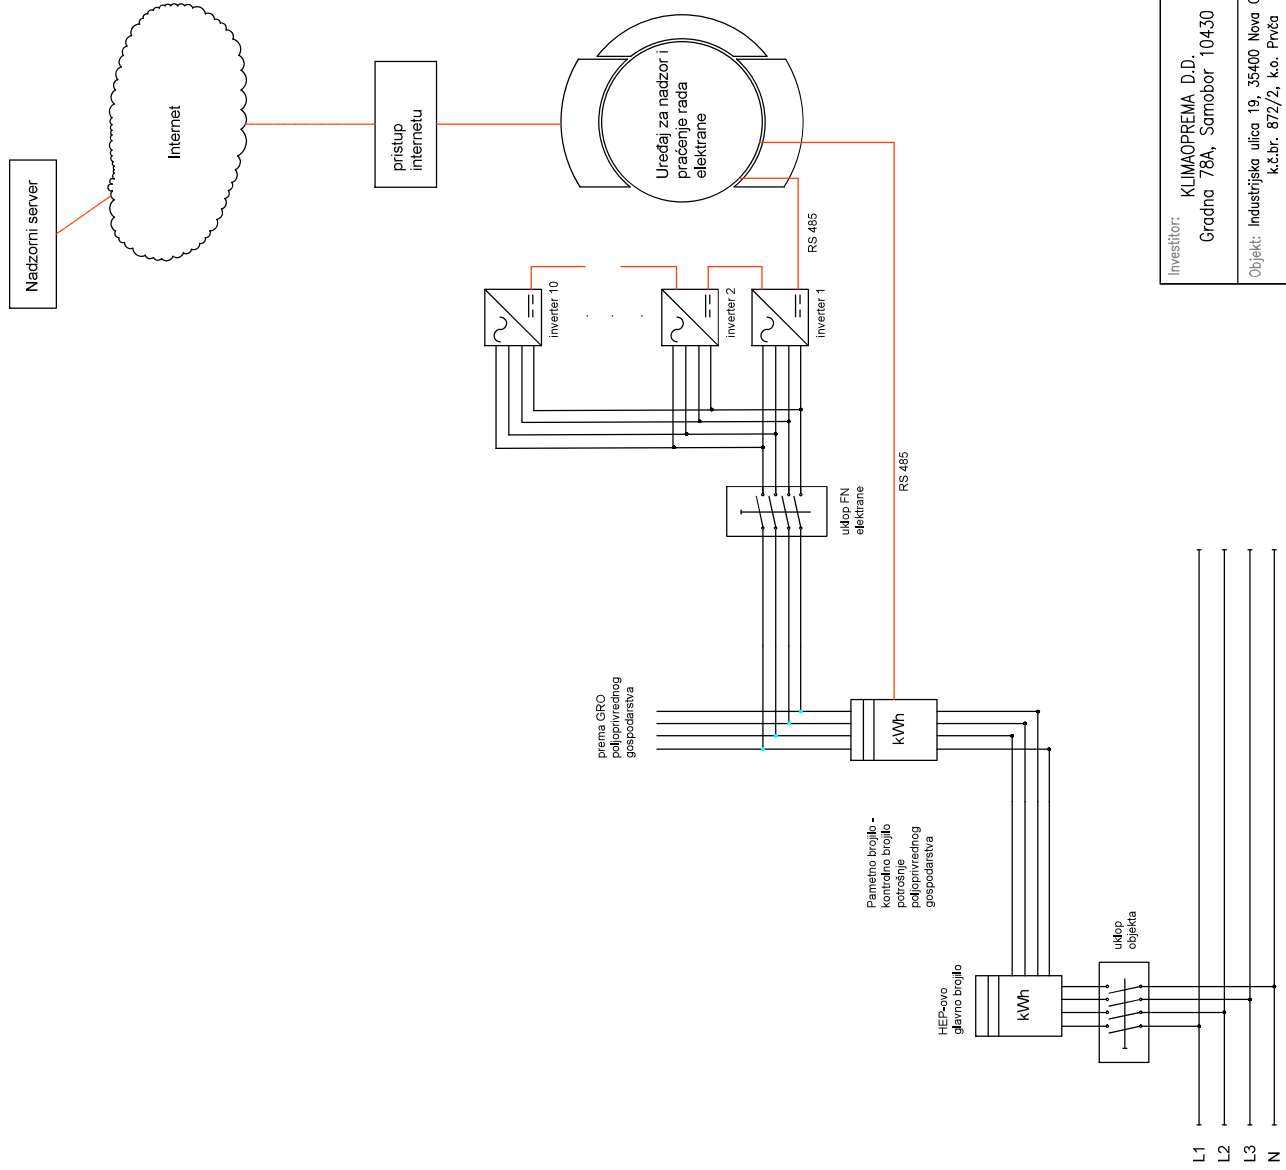 Nadzorni server
Internet
pristup
internetu
Uređaj za nadzor i
praćenje rada
elektrane
RS 485
inverter 10
. . .
inverter 2
inverter 1
RS 485
uklop FN
elektrane
prema GRO
poljoprivrednog
gospodarstva
kWh
Pametno brojilo -
kontrolno brojilo
potrošnje
poljoprivrednog
gospodarstva
HEP-ovo
glavno brojilo
kWh
uklop
objekta
L1
L2
L3
N
Investitor: KLIMAOPREMA D.D.
Gradna 78A, Samobor 10430
Objekt: Industrijska ulica 19, 35400 Nova
k.č.br. 872/2, k.o. Prvča